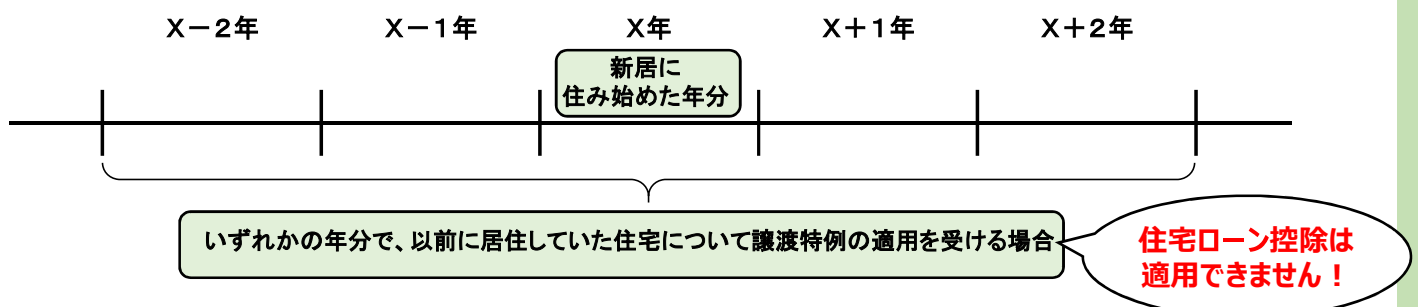 X－２年
X－１年
X年
X＋１年
X＋２年
新居に
住み始めた年分
いずれかの年分で、以前に居住していた住宅について譲渡特例の適用を受ける場合
住宅ローン控除は
適用できません！